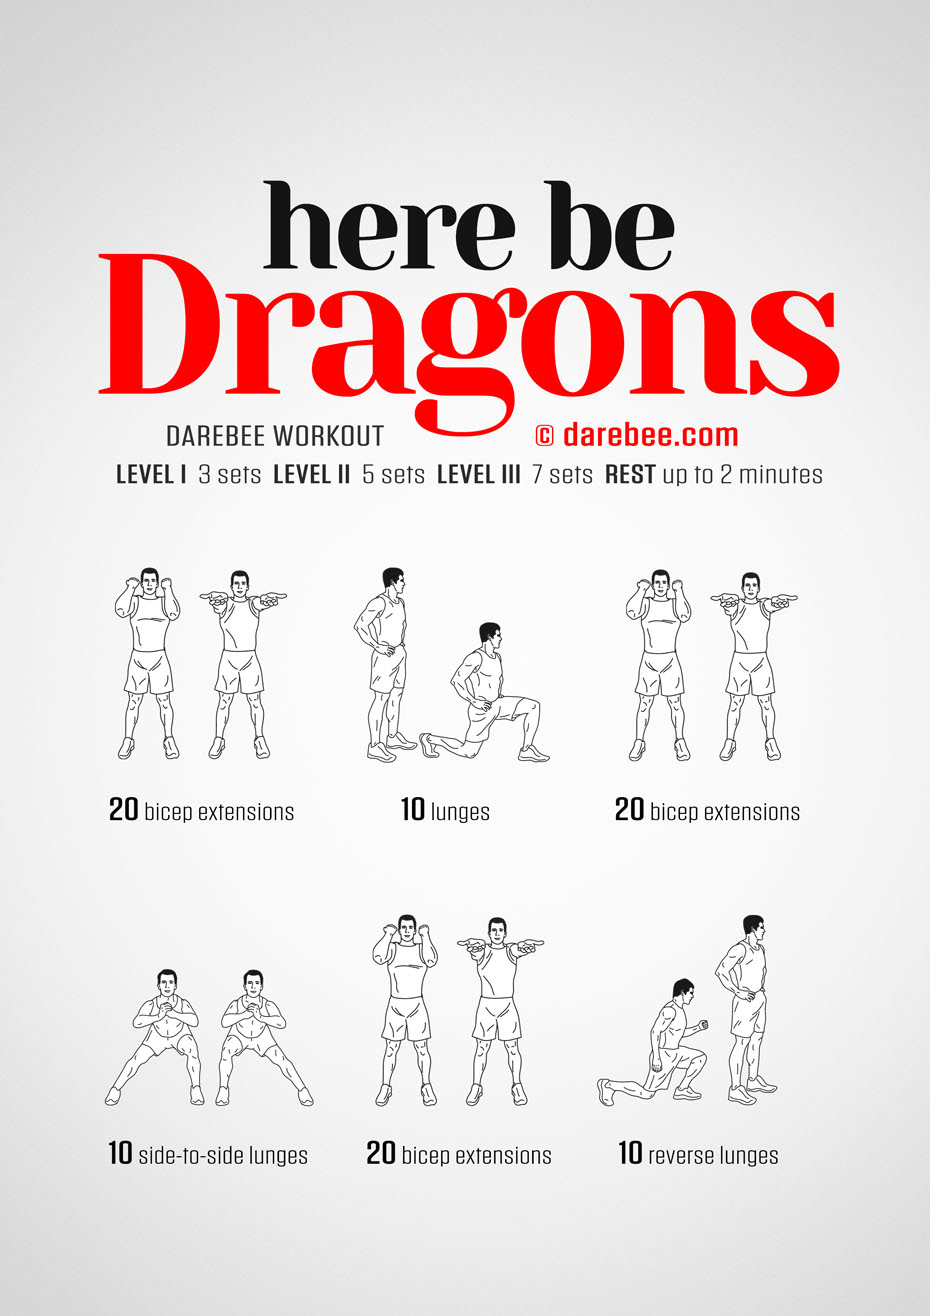 here be
Dragons
DAREBEE WORKOUT © darebee.com
LEVEL I 3 sets LEVEL II 5 sets LEVEL III 7 sets REST up to 2 minutes
20 bicep extensions 10 lunges 20 bicep extensions
10 side-to-side lunges 20 bicep extensions 10 reverse lunges